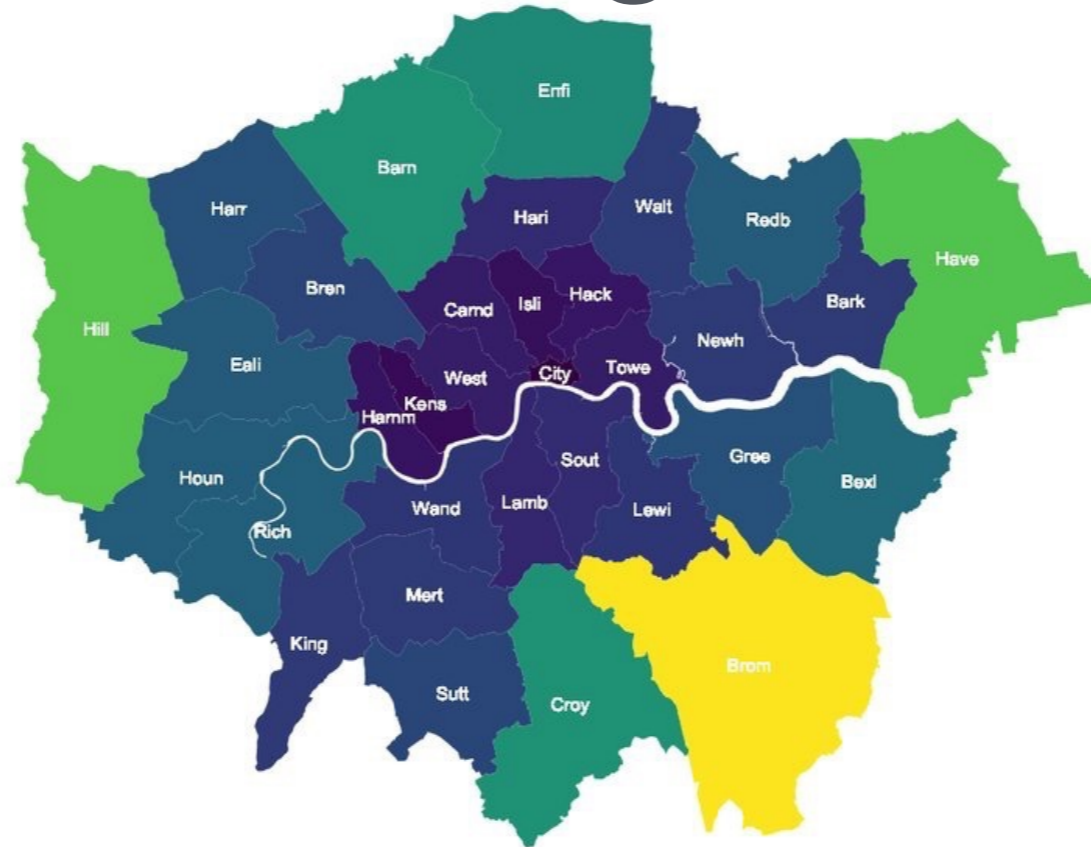 Enfi
Barn
Harr
Hari
Walt
Redb
Have
Bren
Camd
Isli
Hack
Bark
Hill
Eali
West
City
Towe
Newh
Kens
Hamm
Houn
Rich
Wand
Lamb
Sout
Lewi
Gree
Bexl
Mert
King
Sutt
Croy
Brom